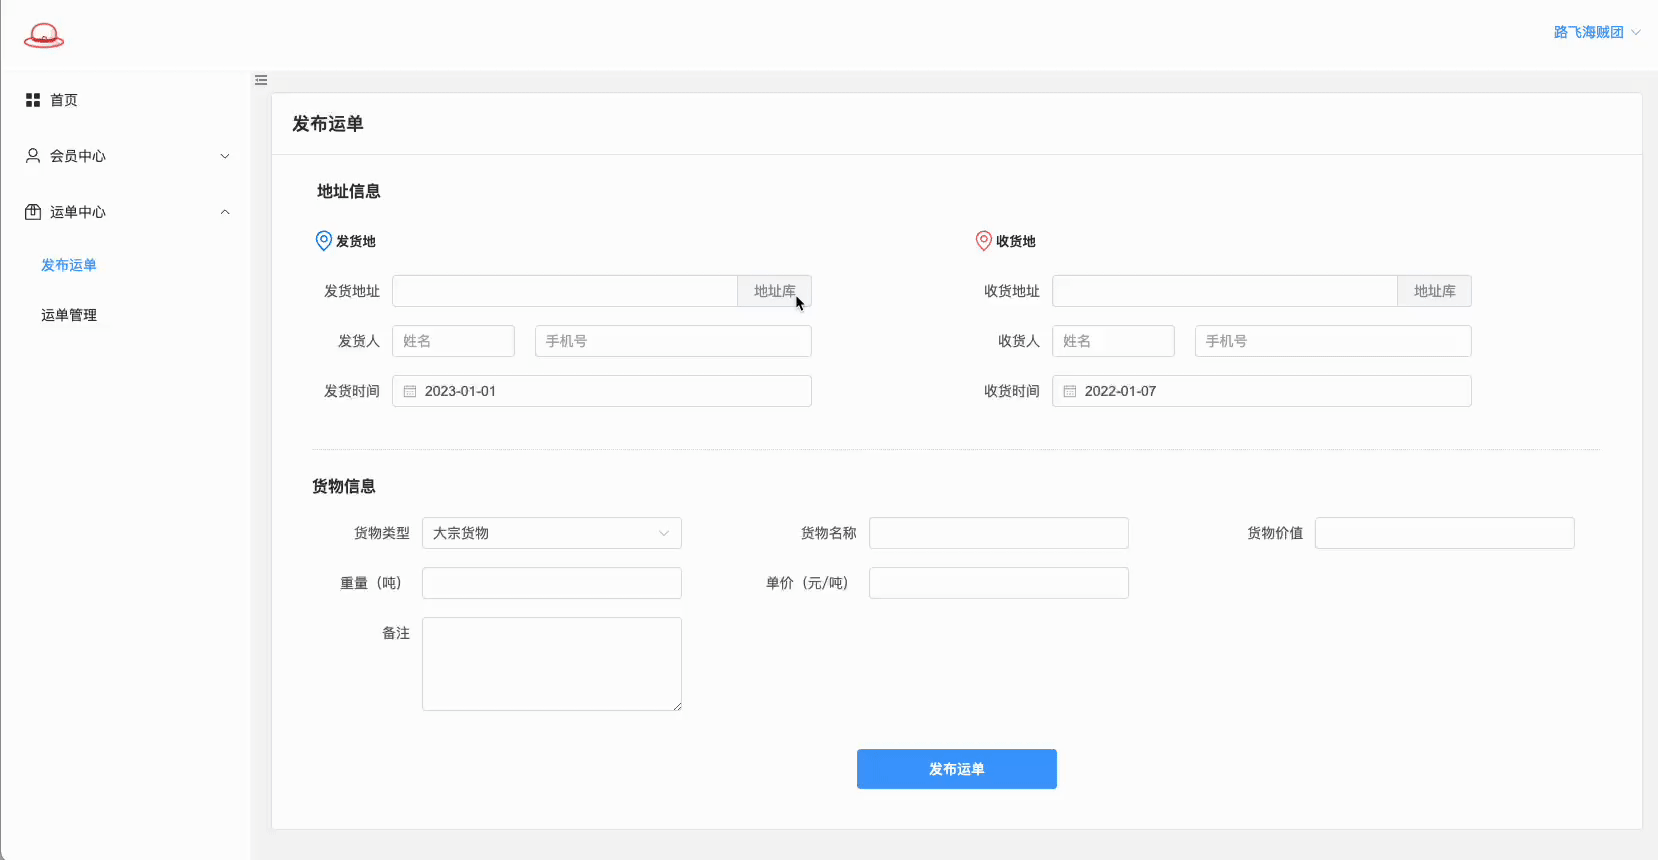 路飞海贼团
首页
会员中心
运单中心
发布运单
运单管理
发布运单
地址信息
发货地
发货地址 地址库
发货人 姓名 手机号
发货时间 2023-01-01
收货地
收货地址 地址库
收货人 姓名 手机号
收货时间 2022-01-07
货物信息
货物类型 大宗货物 货物名称 货物价值
重量（吨） 单价（元/吨）
备注
发布运单